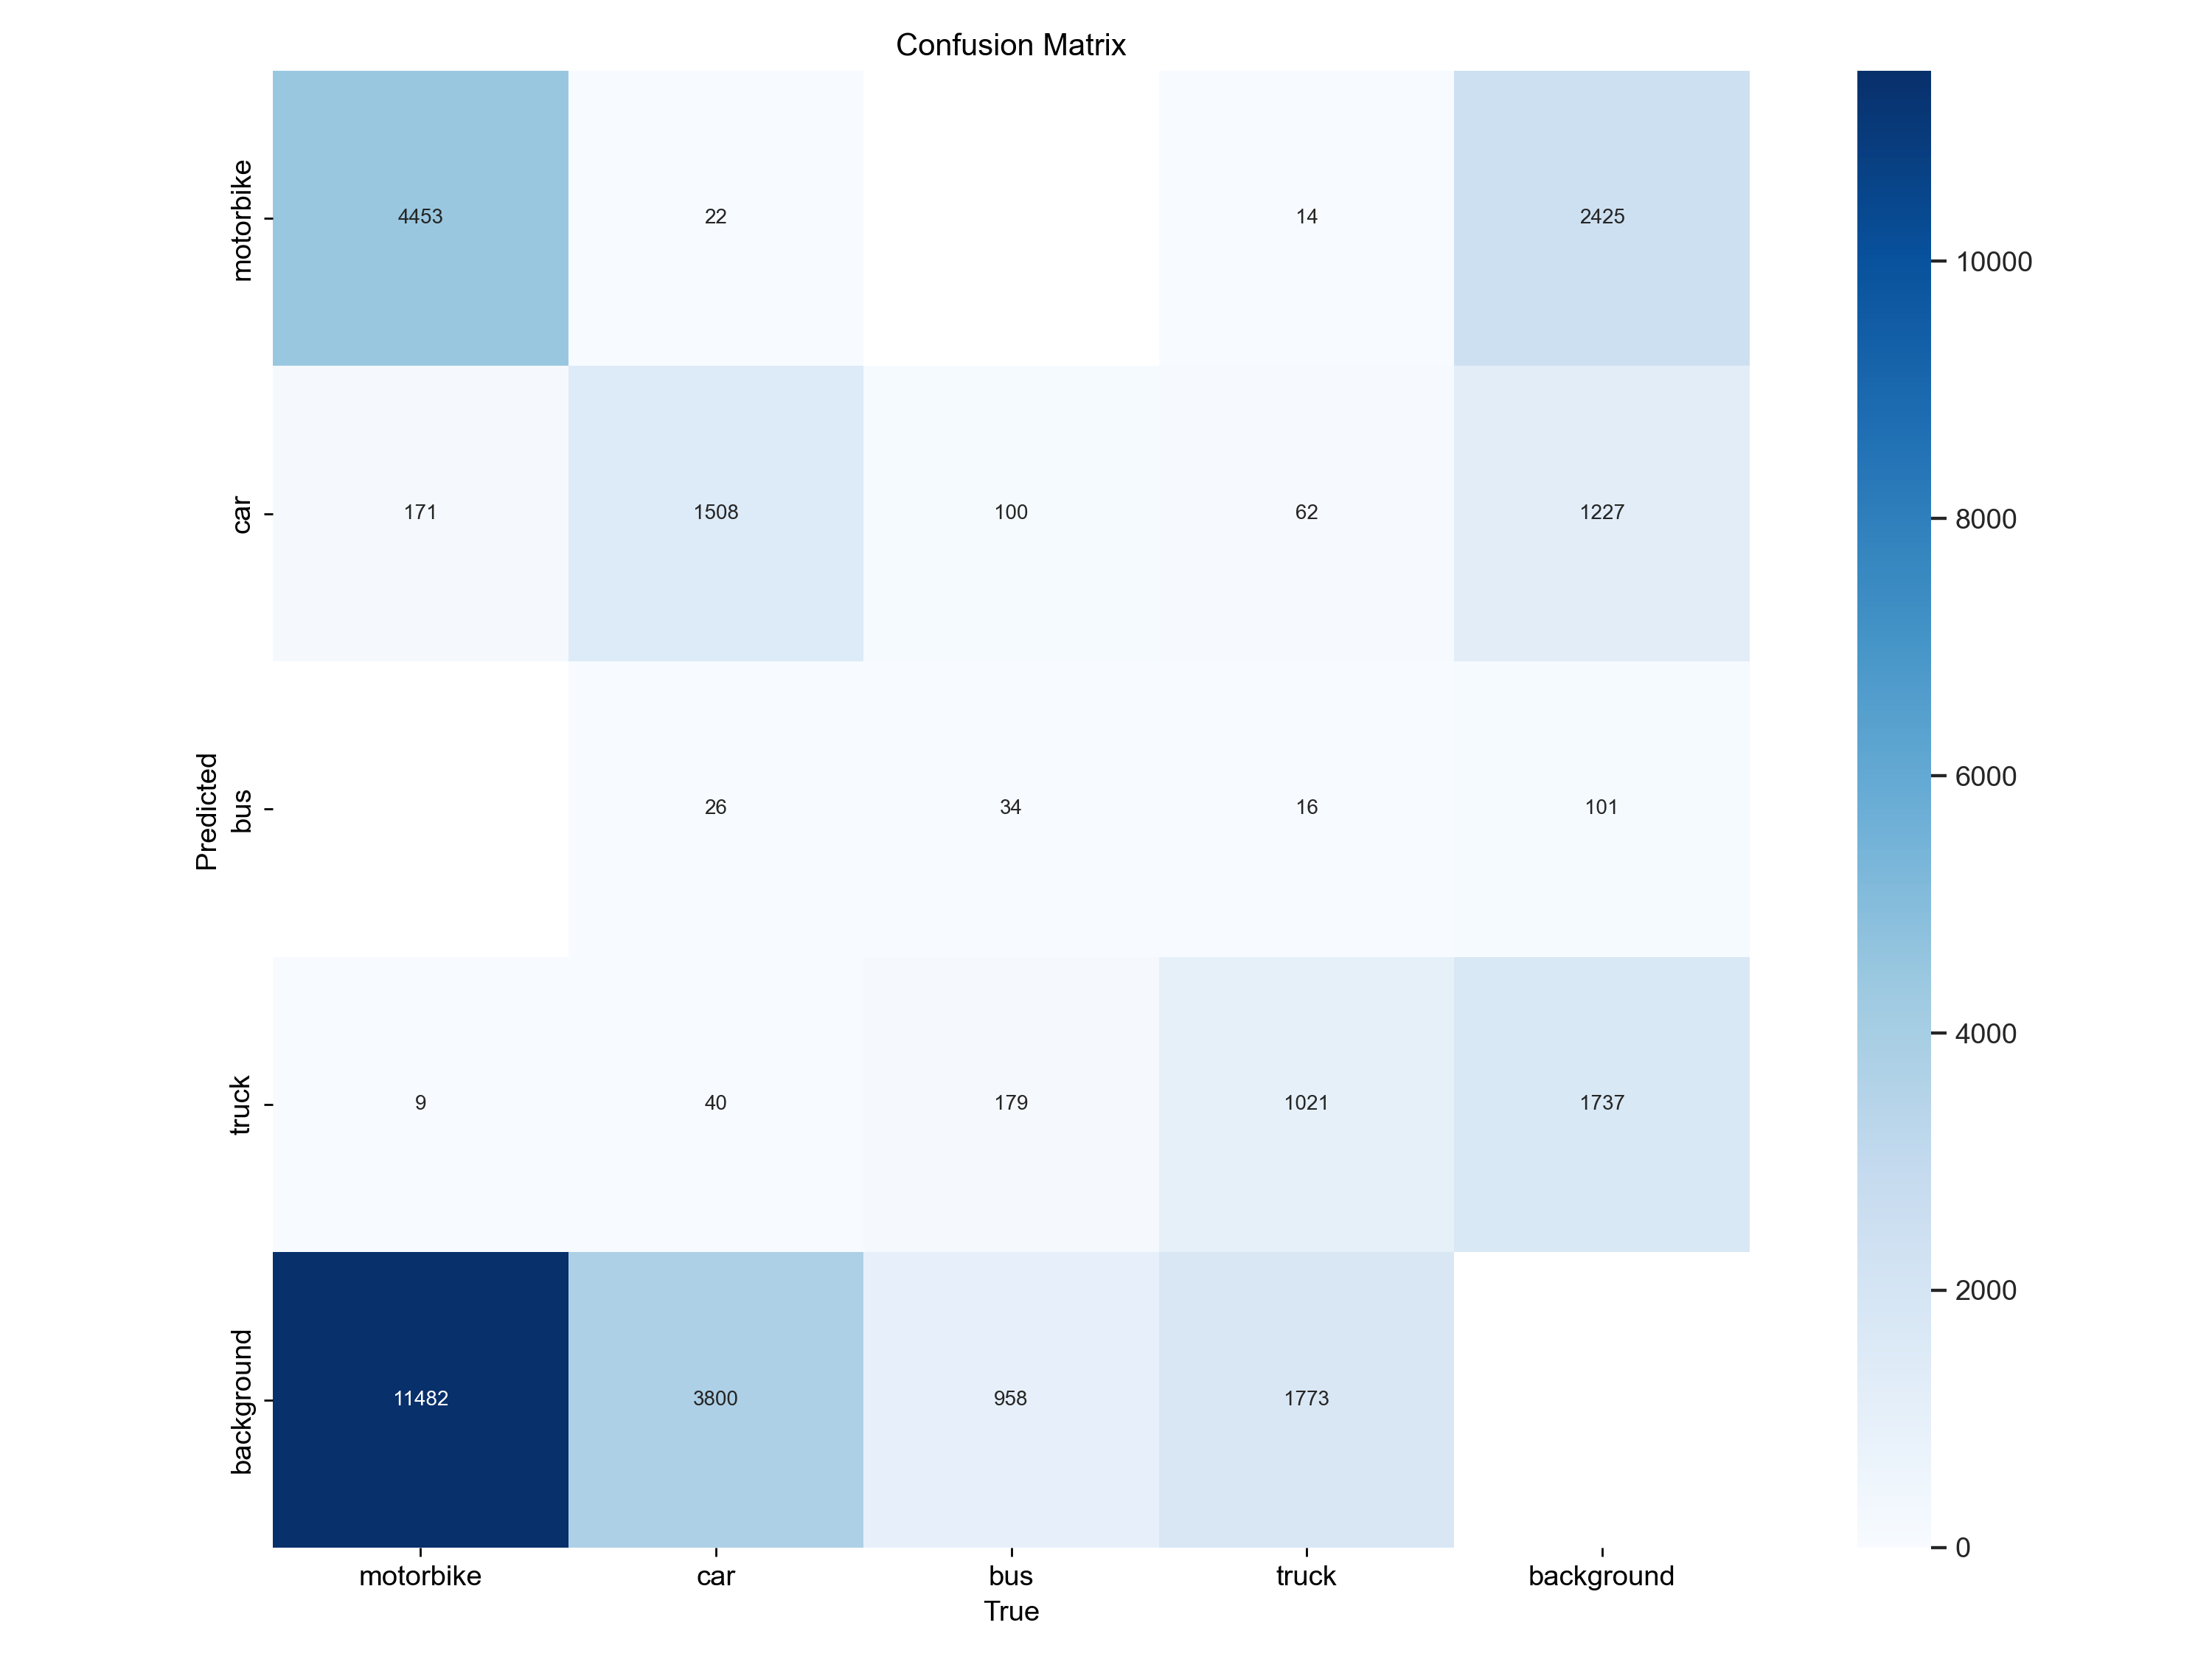 Confusion Matrix
motorbike
4453
22
14
2425
car
171
1508
100
62
1227
bus
26
34
16
101
truck
9
40
179
1021
1737
background
11482
3800
958
1773
Predicted
motorbike
car
bus
truck
background
True
10000
8000
6000
4000
2000
0